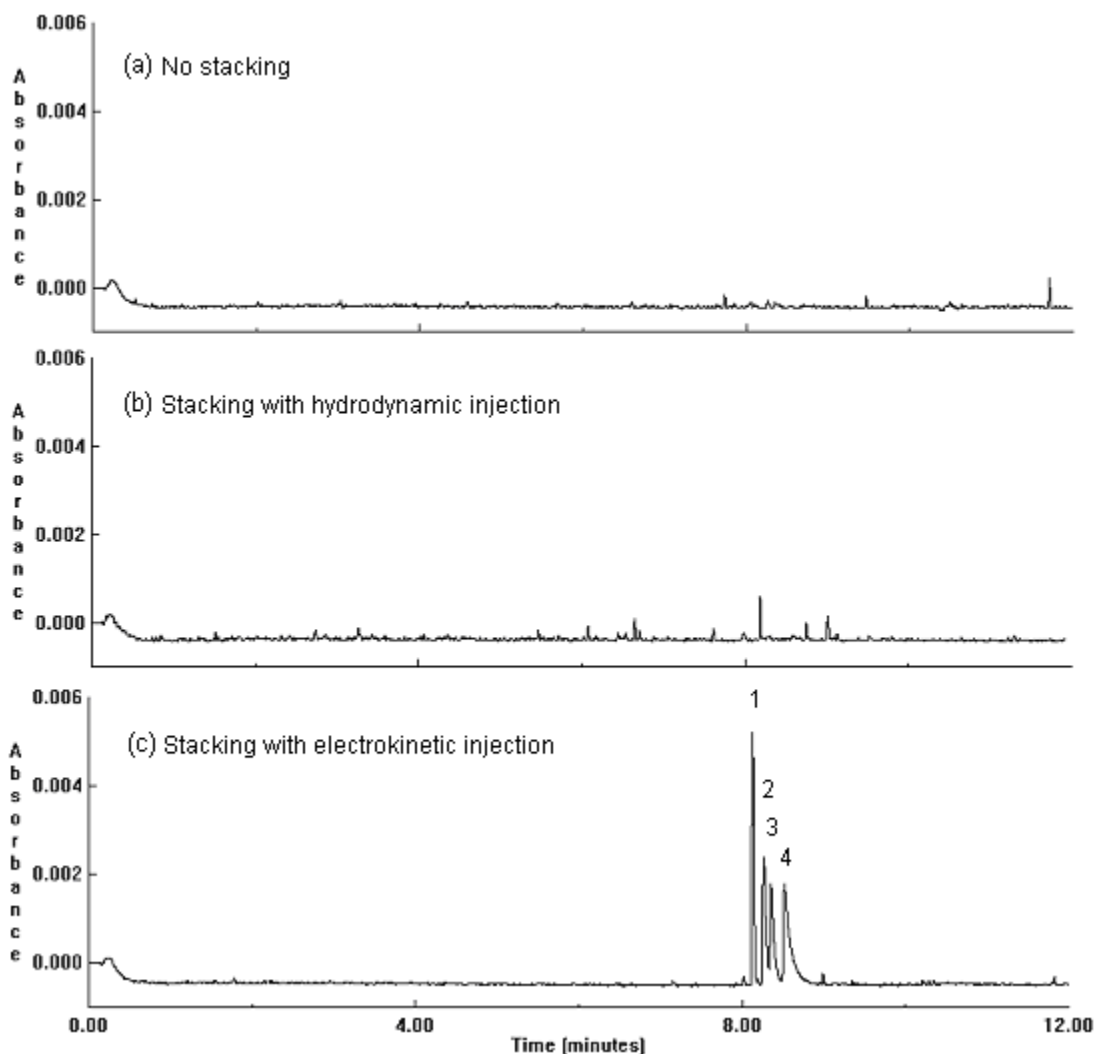 0.006
(a) No stacking
0.004
0.002
0.000
Absorbance
0.006
(b) Stacking with hydrodynamic injection
0.004
0.002
0.000
Absorbance
0.006
1
(c) Stacking with electrokinetic injection
0.004
2
3
0.002
4
0.000
Absorbance
0.00 4.00 8.00 12.00
Time [minutes]